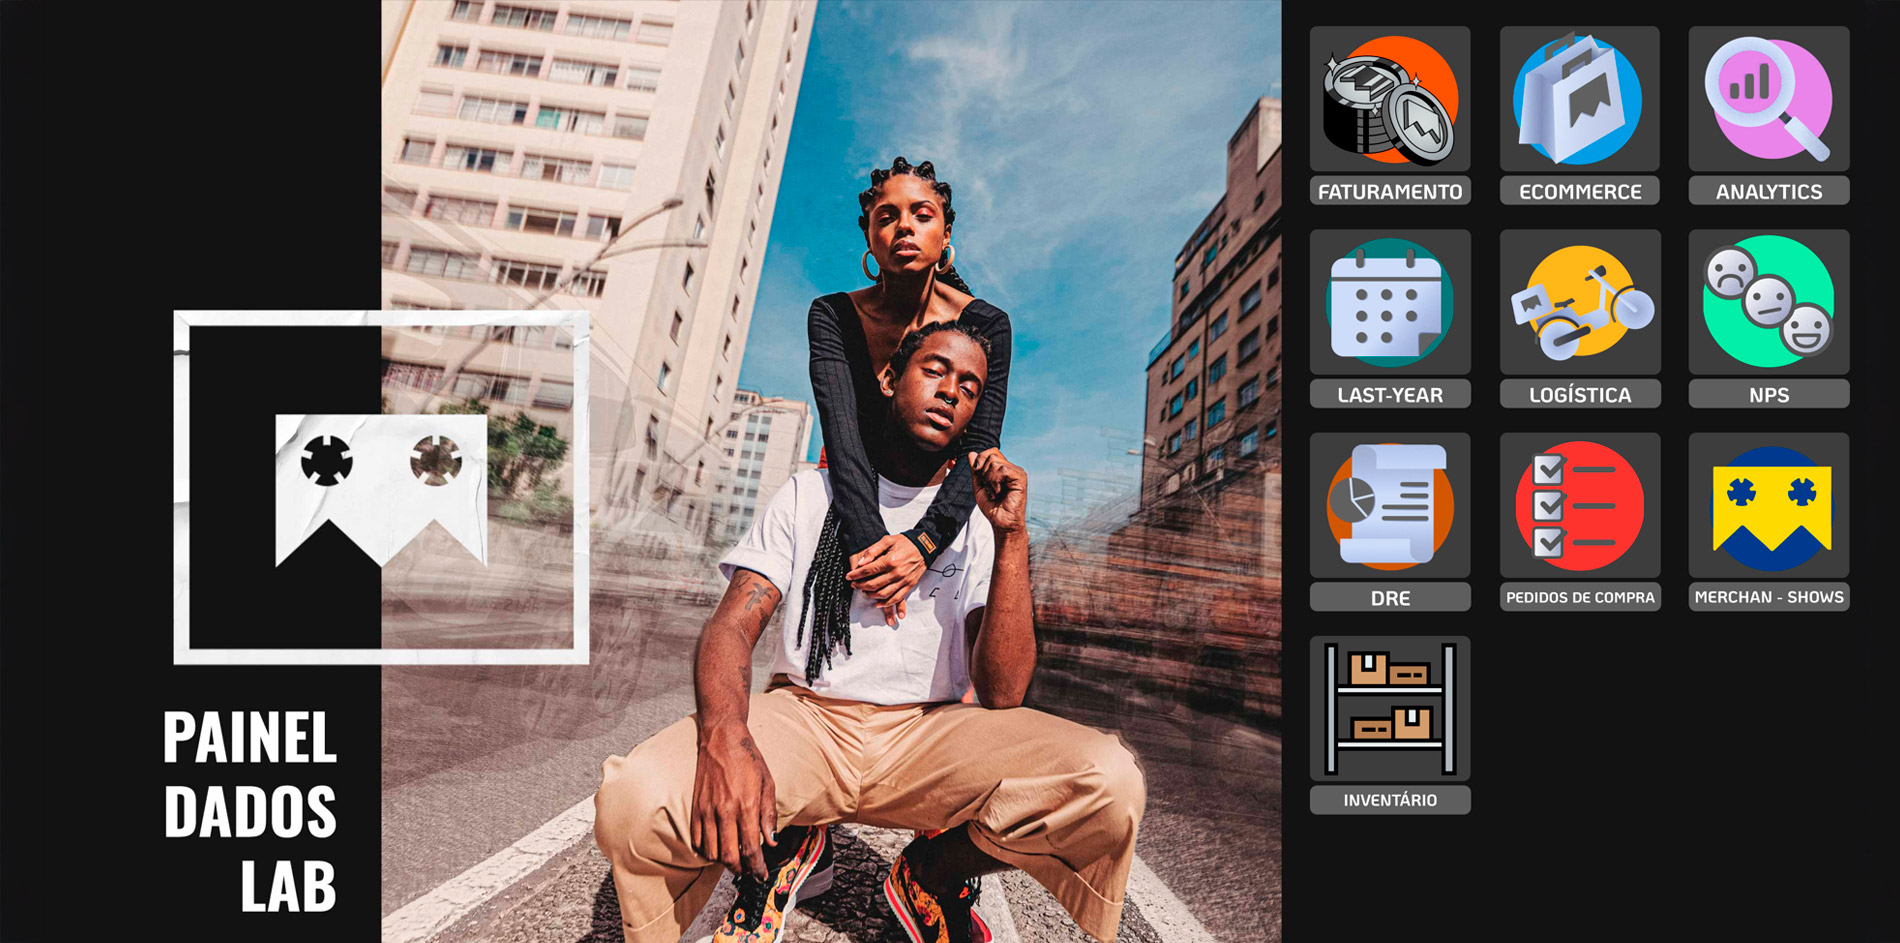 PAINEL
DADOS
LAB
FATURAMENTO
ECOMMERCE
ANALYTICS
LAST-YEAR
LOGÍSTICA
NPS
DRE
PEDIDOS DE COMPRA
MERCHAN - SHOWS
INVENTÁRIO